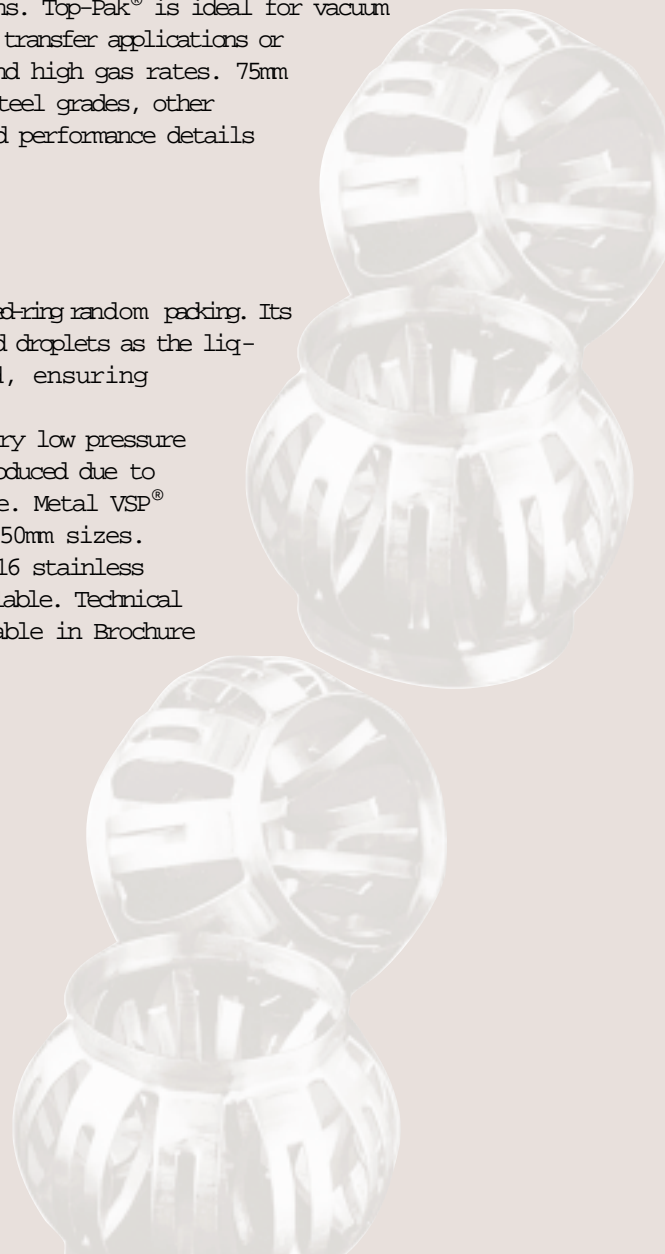 ns. Top-Pak® is ideal for vacuum
transfer applications or
nd high gas rates. 75mm
teel grades, other
d performance details
ed-ring random packing. Its
d droplets as the liq-
l, ensuring
ry low pressure
oduced due to
e. Metal VSP®
50mm sizes.
16 stainless
lable. Technical
able in Brochure